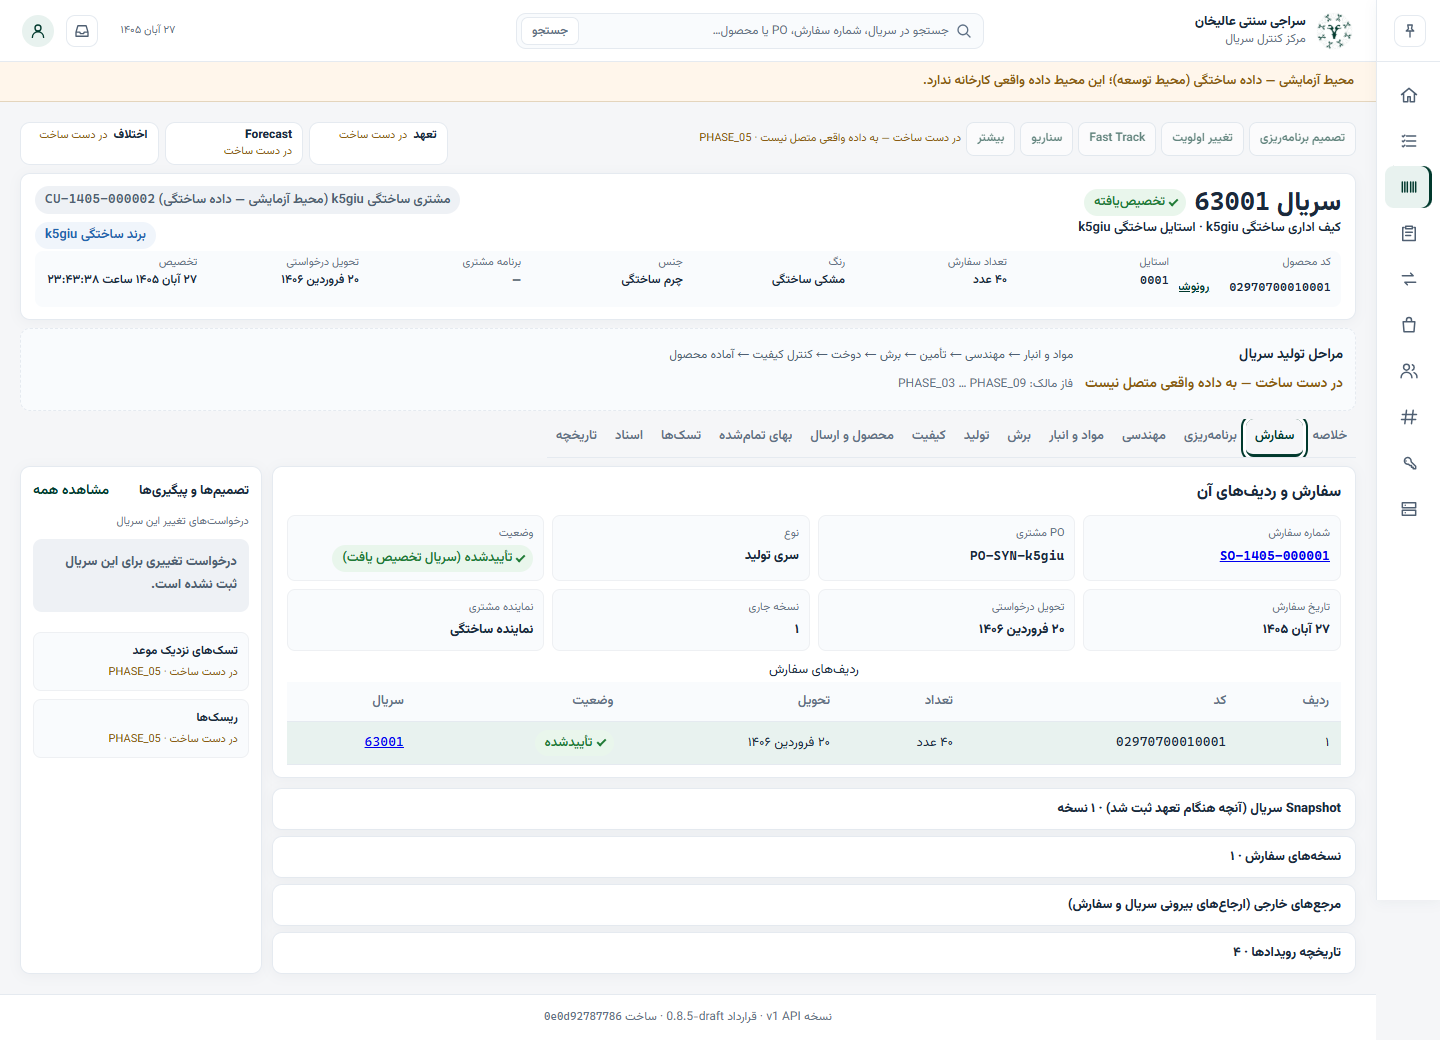 سراجی سنتی عالیخان
مرکز کنترل سریال
جستجو در سریال، شماره سفارش، PO یا محصول...
جستجو
۲۷ آبان ۱۴۰۵
محیط آزمایشی — داده ساختگی (محیط توسعه)؛ این محیط داده واقعی کارخانه ندارد.
تصمیم برنامه‌ریزی
تغییر اولویت
Fast Track
سناریو
بیشتر
در دست ساخت — به داده واقعی متصل نیست · PHASE_05
تعهد در دست ساخت
Forecast
در دست ساخت
اختلاف در دست ساخت
سریال 63001
تخصیص‌یافته
کیف اداری ساختگی k5giu · استایل ساختگی k5giu
مشتری ساختگی k5giu (محیط آزمایشی — داده ساختگی) CU-1405-000002
برند ساختگی k5giu
کد محصول
02970700010001
رونوشت
استایل
0001
تعداد سفارش
۴۰ عدد
رنگ
مشکی ساختگی
جنس
چرم ساختگی
برنامه مشتری
—
تحویل درخواستی
۲۰ فروردین ۱۴۰۶
تخصیص
۲۷ آبان ۱۴۰۵ ساعت ۲۳:۴۳:۳۸
مراحل تولید سریال
مواد و انبار ← مهندسی ← تأمین ← برش ← دوخت ← کنترل کیفیت ← آماده محصول
در دست ساخت — به داده واقعی متصل نیست
فاز مالک: PHASE_03 … PHASE_09
خلاصه
سفارش
برنامه‌ریزی
مهندسی
مواد و انبار
برش
تولید
کیفیت
محصول و ارسال
بهای تمام‌شده
تسک‌ها
اسناد
تاریخچه
سفارش و ردیف‌های آن
شماره سفارش
SO-1405-000001
PO مشتری
PO-SYN-k5giu
نوع
سری تولید
وضعیت
تأییدشده (سریال تخصیص یافت)
تاریخ سفارش
۲۷ آبان ۱۴۰۵
تحویل درخواستی
۲۰ فروردین ۱۴۰۶
نسخه جاری
۱
نماینده مشتری
نماینده ساختگی
ردیف‌های سفارش
ردیف کد تعداد تحویل وضعیت سریال
۱ 02970700010001 ۴۰ عدد ۲۰ فروردین ۱۴۰۶ تأییدشده 63001
Snapshot سریال (آنچه هنگام تعهد ثبت شد) · ۱ نسخه
نسخه‌های سفارش · ۱
مرجع‌های خارجی (ارجاع‌های بیرونی سریال و سفارش)
تاریخچه رویدادها · ۴
تصمیم‌ها و پیگیری‌ها
مشاهده همه
درخواست‌های تغییر این سریال
درخواست تغییری برای این سریال
ثبت نشده است.
تسک‌های نزدیک موعد
در دست ساخت · PHASE_05
ریسک‌ها
در دست ساخت · PHASE_05
نسخه API v1 · قرارداد 0.8.5-draft · ساخت 0e0d92787786